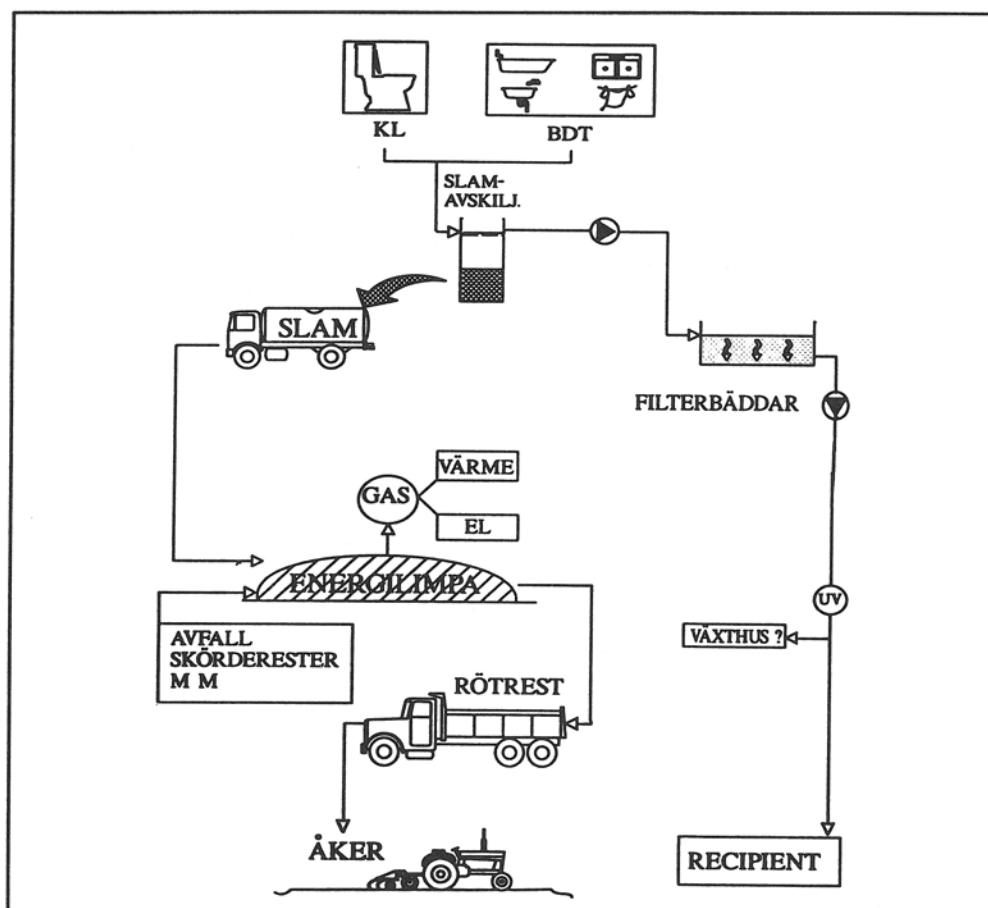 KL
BDT
SLAM-
AVSKILJ.
SLAM
FILTERBÄDDAR
VÄRME
GAS
EL
ENERGILIMPA
UV
VÄXTHUS ?
AVFALL
SKÖRDERESTER
M M
RÖTREST
ÅKER
RECIPIENT